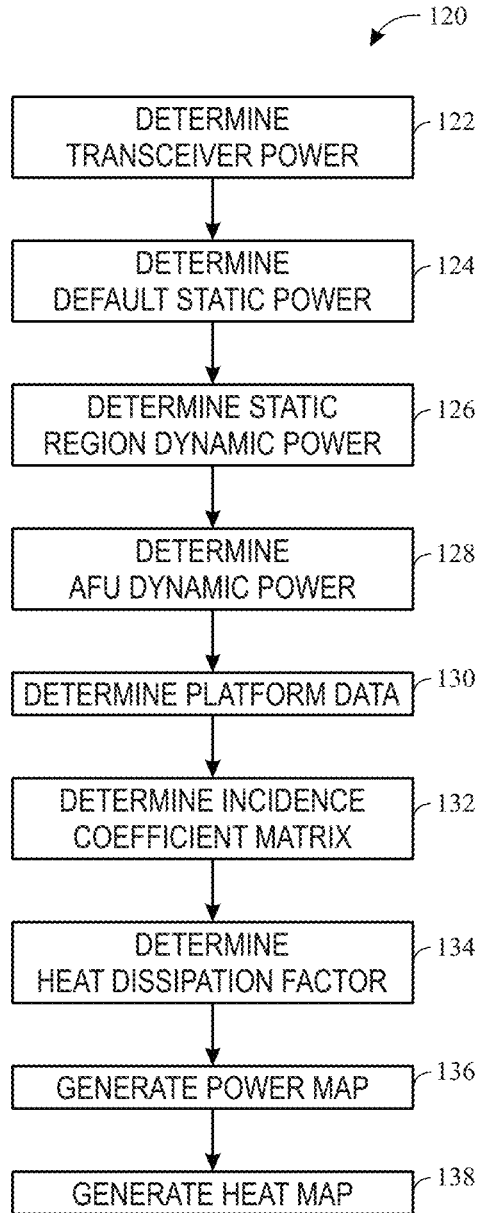 120
DETERMINE
TRANSCEIVER POWER
122
DETERMINE
DEFAULT STATIC POWER
124
DETERMINE STATIC
REGION DYNAMIC POWER
126
DETERMINE
AFU DYNAMIC POWER
128
DETERMINE PLATFORM DATA
130
DETERMINE INCIDENCE
COEFFICIENT MATRIX
132
DETERMINE
HEAT DISSIPATION FACTOR
134
GENERATE POWER MAP
136
GENERATE HEAT MAP
138